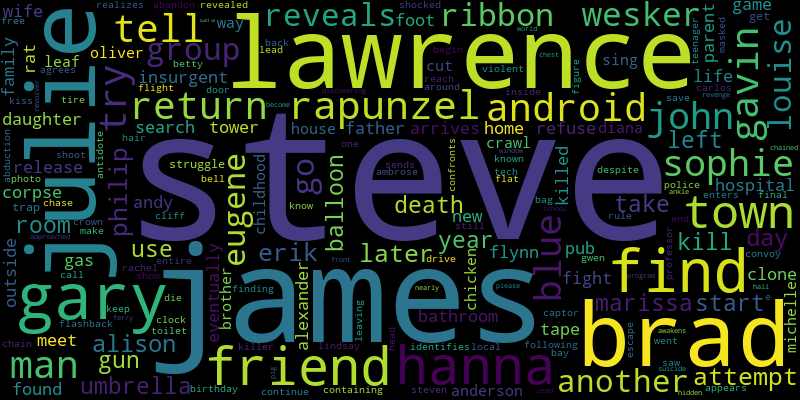 wife
realizes
abandon
revealed
tell
shocked
reveals
foot
ribbon
wesker
game
free
agrees
oliver
way
back
lead
masked
get
family
rat
leaf
betty
group
lawrence
parent
teenager
julie
try
tire
flight
door
insurgent
cut
violent
around
reach
begin
world
chest
sing
life
figure
carlos
save
revenge
gavin
louise
daughter
return
rapunzel
android
john
kiss
search
tower
house
father
arrives
home
refuse
diana
hair
one
inside
left
abduction
release
shoot
antidote
philip
struggle
go
steve
sends
ambrose
window
confronts
tech
flat
crawl
known
despite
killed
sophie
police
ankle
hospital
chained
photo
corpse
bell
balloon
childhood
know
andy
cliff
death
bag
rule
enters
final
trap
crown
make
room
chase
eugene
year
new
still
take
town
outside
use
entire
erik
later
flynn
pub
kill
day
gas
call
rachel
show
finding
brother
front
drive
chicken
blue
find
gwen
professor
end
convoy
clone
hall
gary
james
alexander
leaving
nearly
please
bathroom
tape
fight
captor
marissa
start
michelle
die
keep
clock
ferry
flashback
toilet
eventually
brad
chain
meet
alison
killer
lindsay
identifies
local
following
bay
escape
went
saw
suicide
man
gun
friend
hanna
another
attempt
found
umbrella
birthday
continue
containing
steven
anderson
hidden
appears